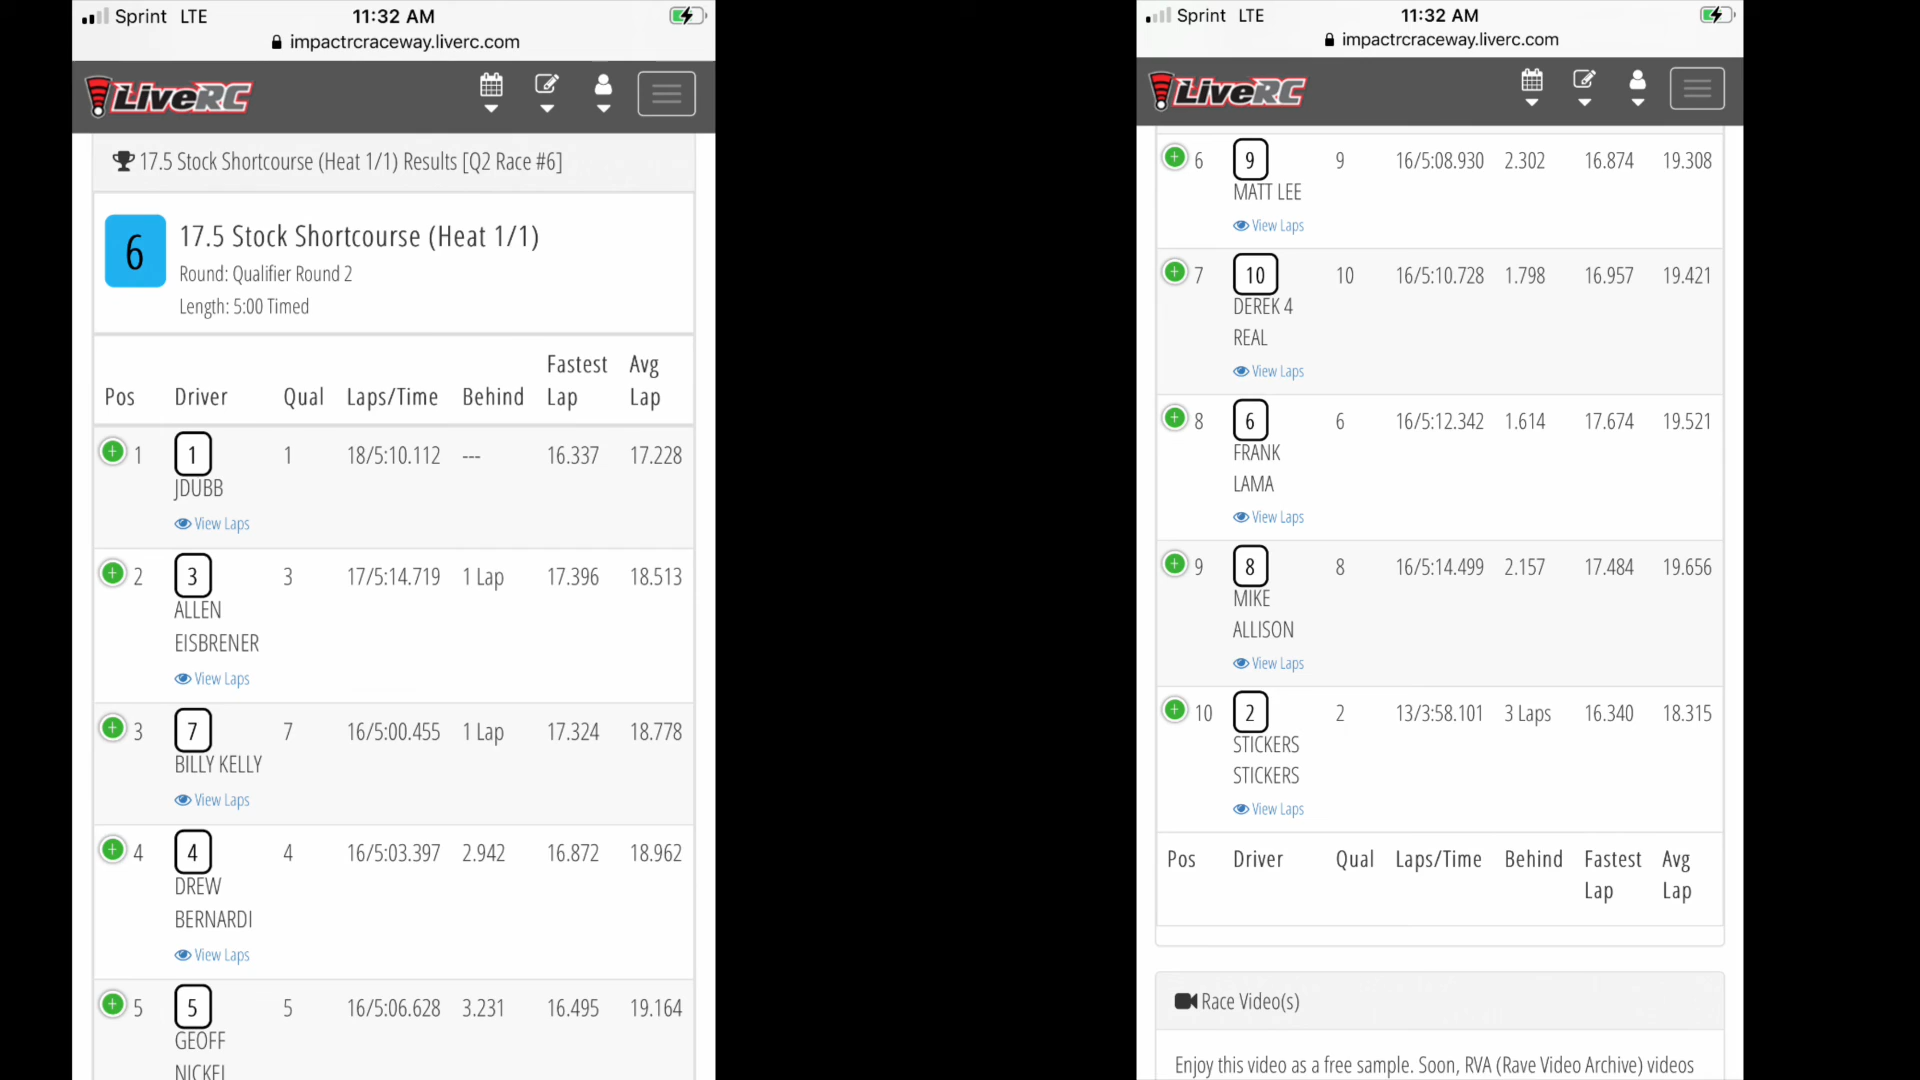 Sprint LTE 11:32 AM
impactrcraceway.liverc.com
LiveRC
17.5 Stock Shortcourse (Heat 1/1) Results [Q2 Race #6]
6
17.5 Stock Shortcourse (Heat 1/1)
Round: Qualifier Round 2
Length: 5:00 Timed
Pos Driver Qual Laps/Time Behind Fastest Lap Avg Lap
1 1 1 18/5:10.112 --- 16.337 17.228
JDUBB
View Laps
2 3 3 17/5:14.719 1 Lap 17.396 18.513
ALLEN
EISBRENER
View Laps
3 7 7 16/5:00.455 1 Lap 17.324 18.778
BILLY KELLY
View Laps
4 4 4 16/5:03.397 2.942 16.872 18.962
DREW
BERNARDI
View Laps
5 5 5 16/5:06.628 3.231 16.495 19.164
GEOFF
NICKEL
Sprint LTE 11:32 AM
impactrcraceway.liverc.com
LiveRC
6 9 9 16/5:08.930 2.302 16.874 19.308
MATT LEE
View Laps
7 10 10 16/5:10.728 1.798 16.957 19.421
DEREK 4
REAL
View Laps
8 6 6 16/5:12.342 1.614 17.674 19.521
FRANK
LAMA
View Laps
9 8 8 16/5:14.499 2.157 17.484 19.656
MIKE
ALLISON
View Laps
10 2 2 13/3:58.101 3 Laps 16.340 18.315
STICKERS
STICKERS
View Laps
Pos Driver Qual Laps/Time Behind Fastest Lap Avg Lap
Race Video(s)
Enjoy this video as a free sample. Soon, RVA (Rave Video Archive) videos